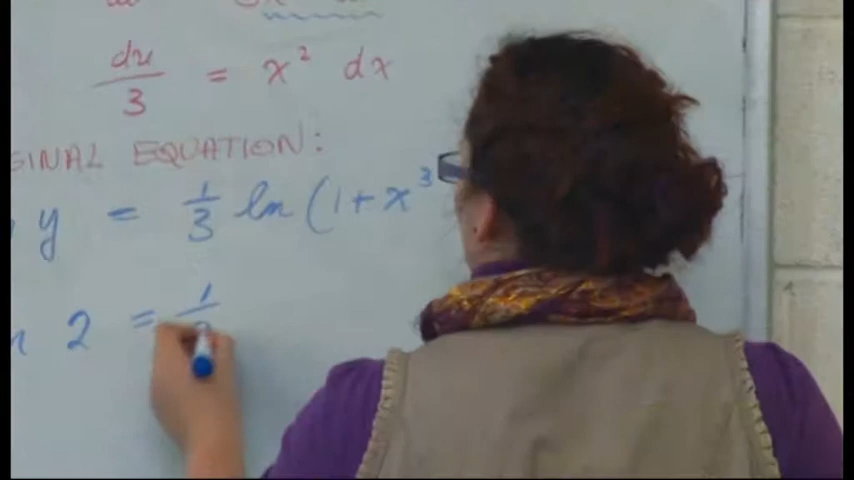 du/3 = x² dx
GINAL EQUATION:
y = 1/3 ln (1 + x³
2 = 1